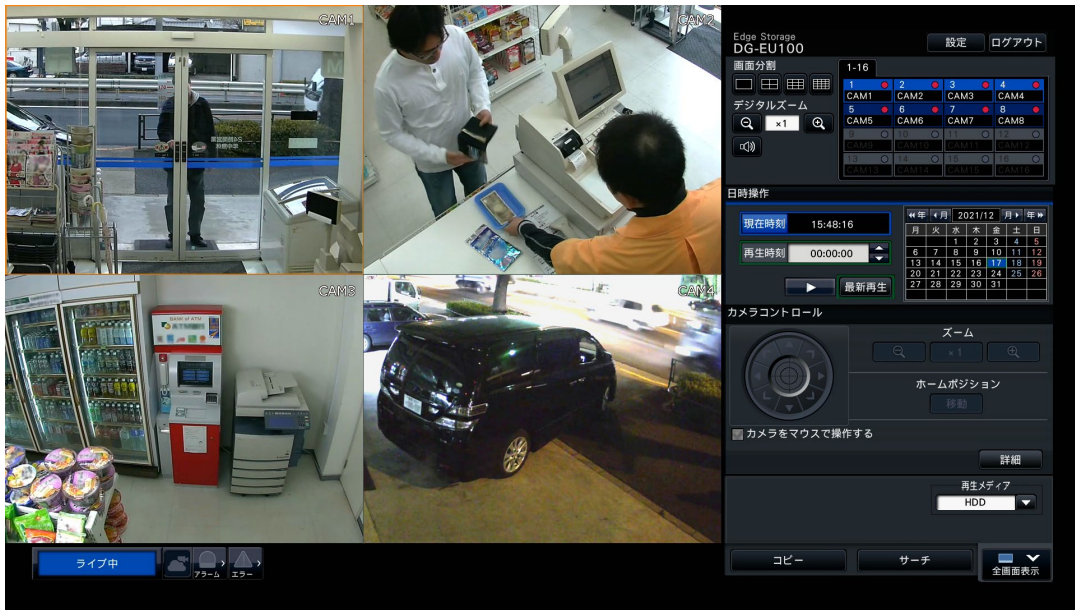 CAM1
CAM2
CAM3
CAM4
ライブ中
アラーム
エラー
Edge Storage
DG-EU100
設定
ログアウト
画面分割
デジタルズーム
×1
1-16
1 2 3 4
CAM1 CAM2 CAM3 CAM4
5 6 7 8
CAM5 CAM6 CAM7 CAM8
9 10 11 12
CAM9 CAM10 CAM11 CAM12
13 14 15 16
CAM13 CAM14 CAM15 CAM16
日時操作
現在時刻 15:48:16
再生時刻 00:00:00
最新再生
年 月 2021/12 月 年
月 火 水 木 金 土 日
1 2 3 4 5
6 7 8 9 10 11 12
13 14 15 16 17 18 19
20 21 22 23 24 25 26
27 28 29 30 31
カメラコントロール
ズーム
×1
ホームポジション
移動
カメラをマウスで操作する
詳細
再生メディア
HDD
コピー
サーチ
全画面表示